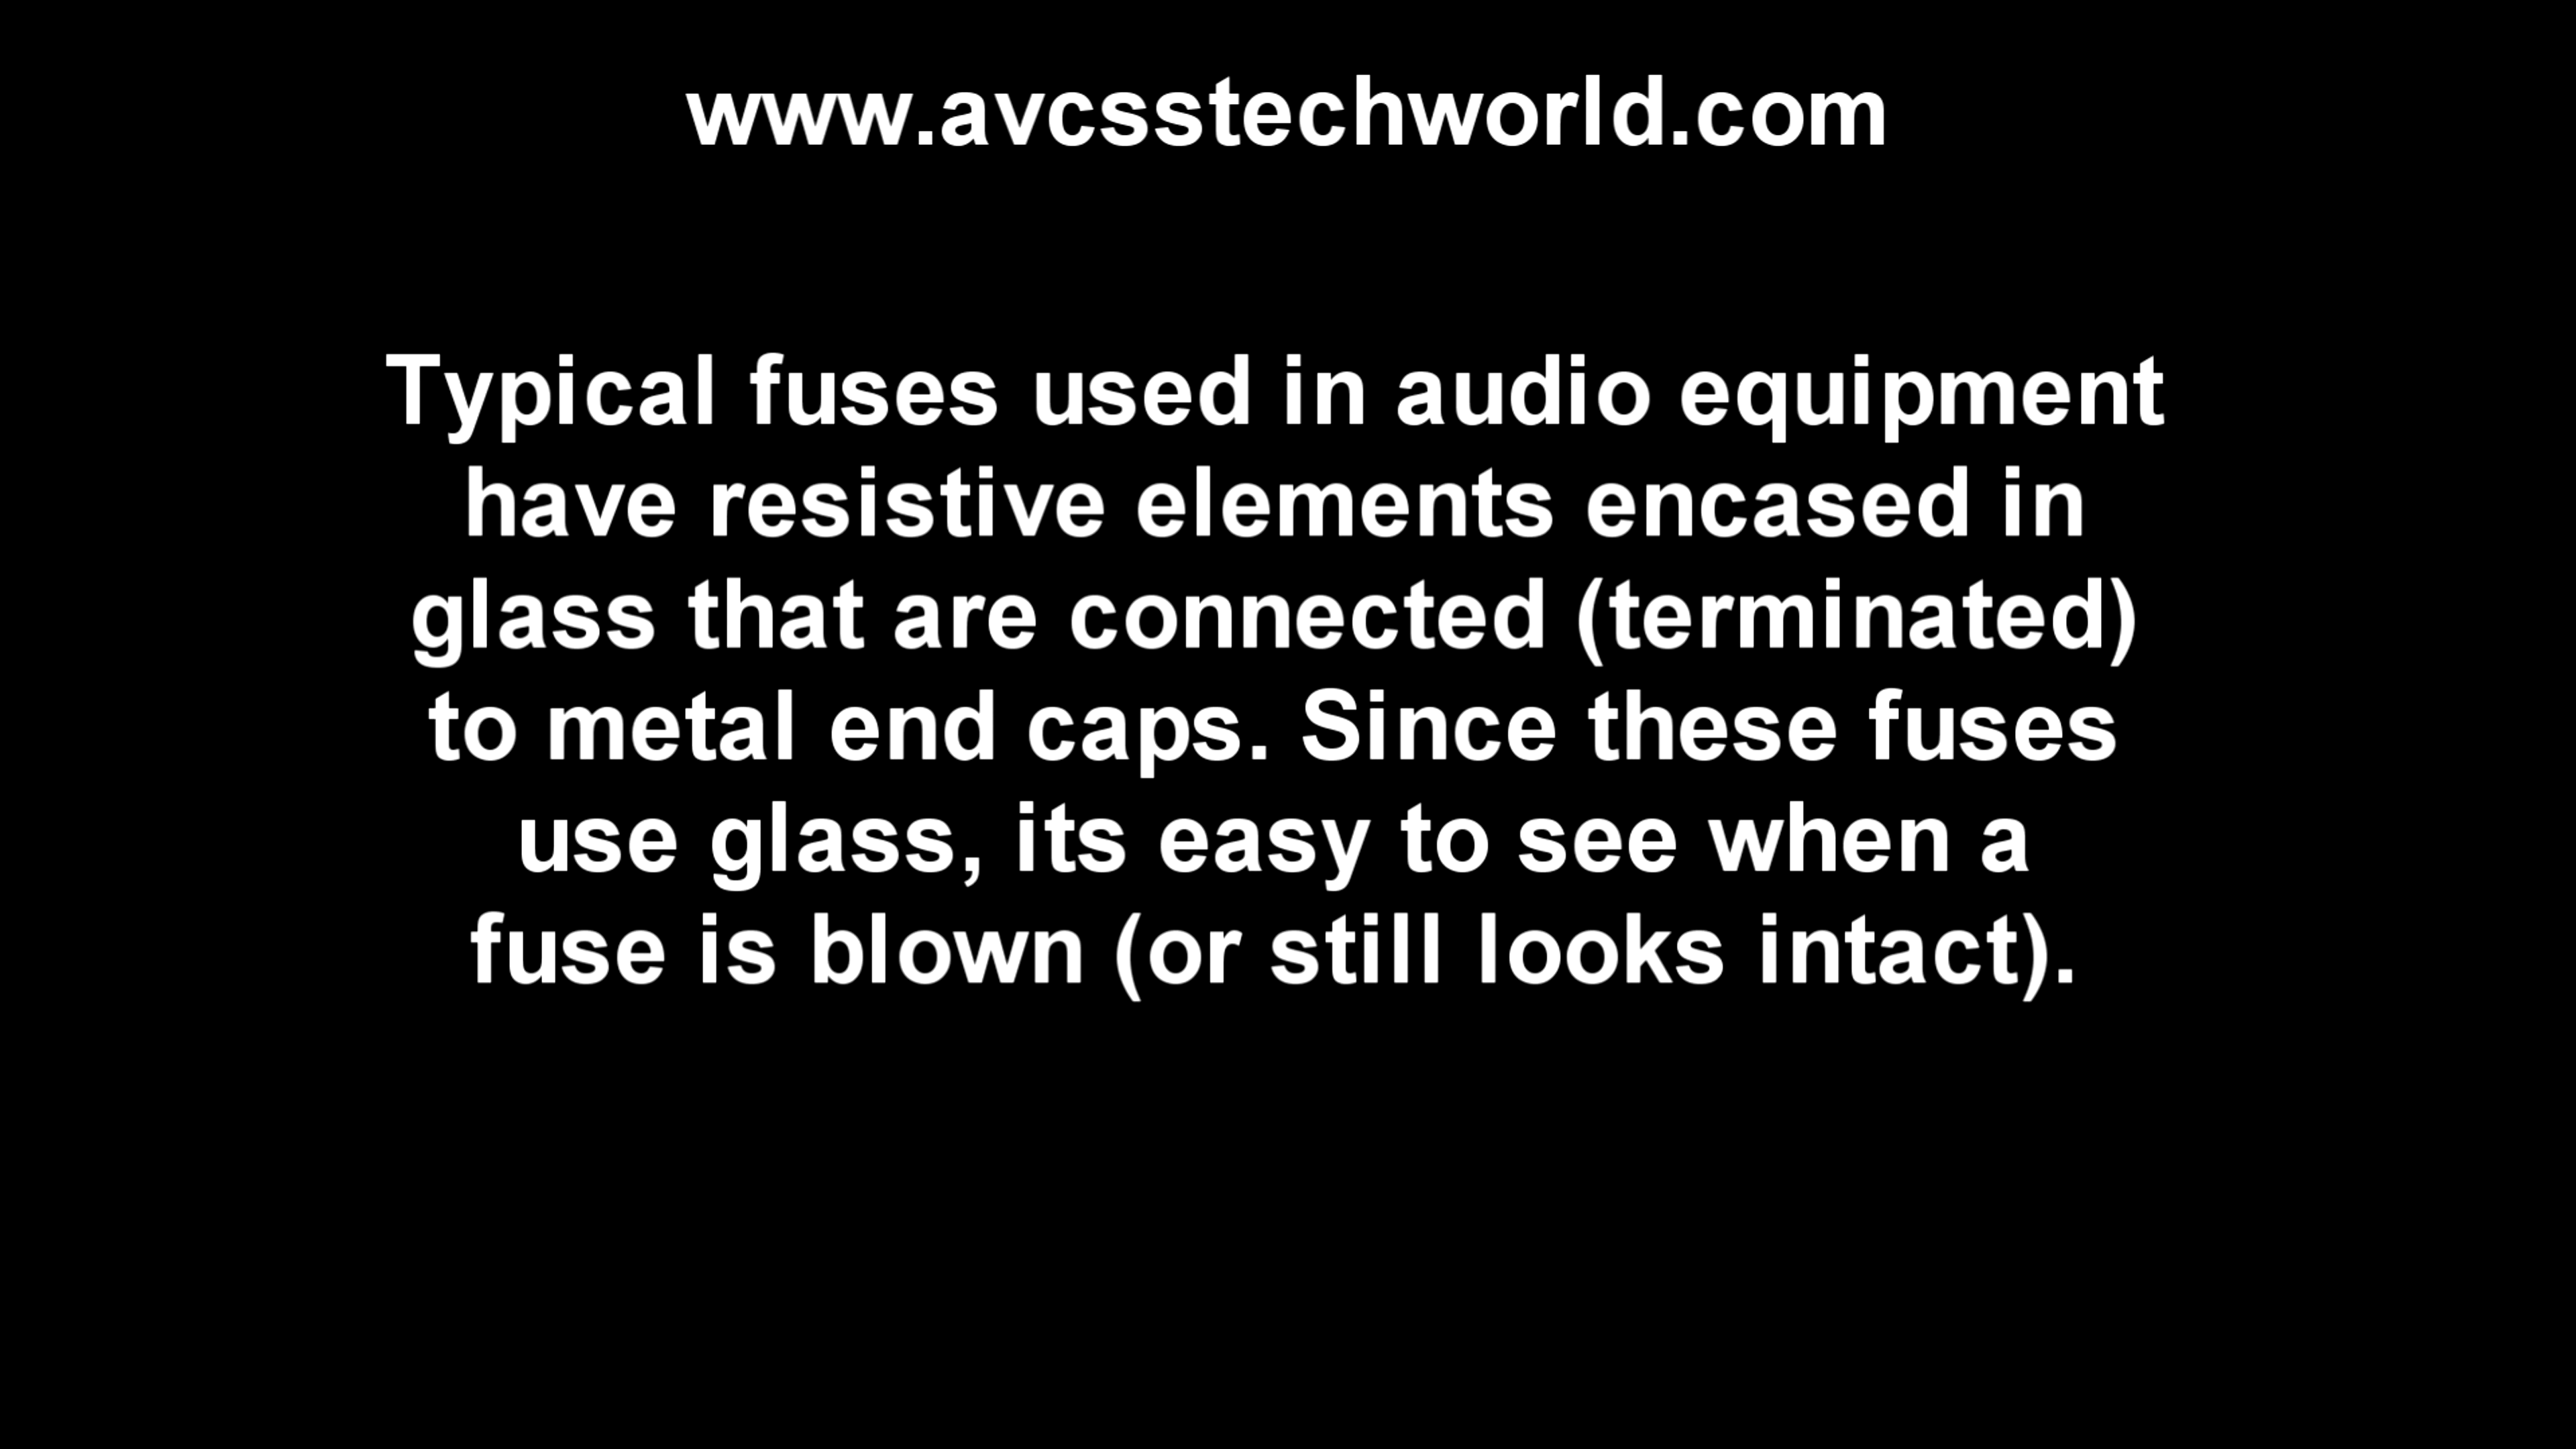 www.avcsstechworld.com
Typical fuses used in audio equipment
have resistive elements encased in
glass that are connected (terminated)
to metal end caps. Since these fuses
use glass, its easy to see when a
fuse is blown (or still looks intact).